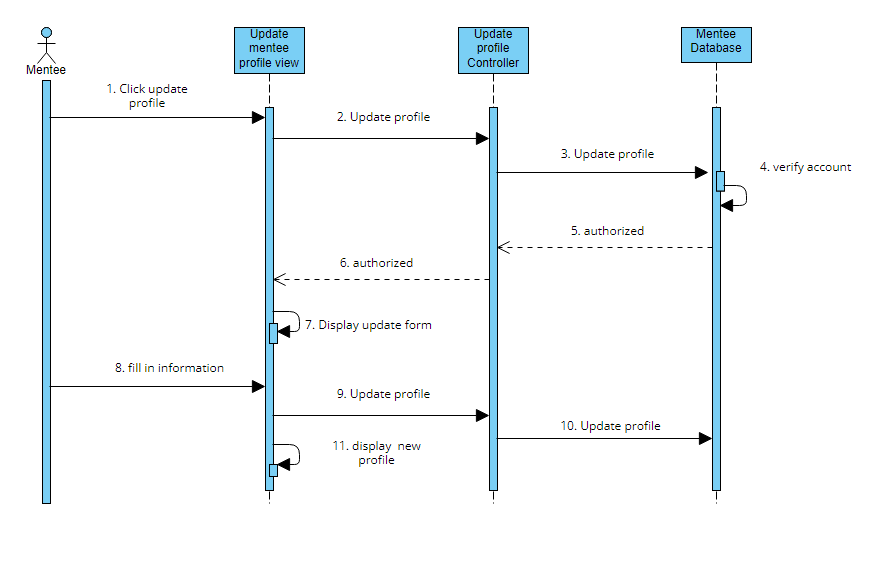 Update
mentee
profile view
Update
profile
Controller
Mentee
Database
Mentee
1. Click update
profile
2. Update profile
3. Update profile
4. verify account
5. authorized
6. authorized
7. Display update form
8. fill in information
9. Update profile
10. Update profile
11. display new
profile